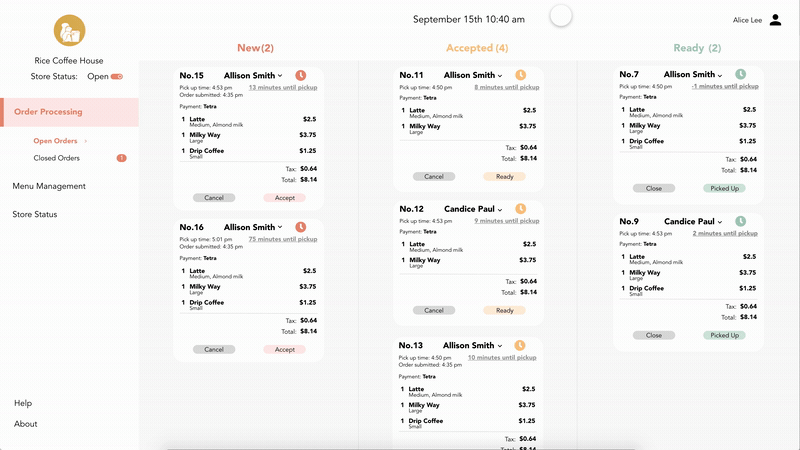 September 15th 10:40 am
Alice Lee
Rice Coffee House
Store Status: Open
Order Processing
Open Orders
Closed Orders 1
Menu Management
Store Status
Help
About
New(2)
No.15 Allison Smith
Pick up time: 4:53 pm 13 minutes until pickup
Order submitted: 4:35 pm
Payment: Tetra
1 Latte $2.5
Medium, Almond milk
1 Milky Way $3.75
Large
1 Drip Coffee $1.25
Small
Tax: $0.64
Total: $8.14
Cancel Accept
No.16 Allison Smith
Pick up time: 5:01 pm 75 minutes until pickup
Order submitted: 4:35 pm
Payment: Tetra
1 Latte $2.5
Medium, Almond milk
1 Milky Way $3.75
Large
1 Drip Coffee $1.25
Small
Tax: $0.64
Total: $8.14
Cancel Accept
Accepted (4)
No.11 Allison Smith
Pick up time: 4:50 pm 8 minutes until pickup
Payment: Tetra
1 Latte $2.5
Medium, Almond milk
1 Milky Way $3.75
Large
Tax: $0.64
Total: $8.14
Cancel Ready
No.12 Candice Paul
Pick up time: 4:53 pm 9 minutes until pickup
Payment: Tetra
1 Latte $2.5
Medium, Almond milk
1 Milky Way $3.75
Large
Tax: $0.64
Total: $8.14
Cancel Ready
No.13 Allison Smith
Pick up time: 4:50 pm 10 minutes until pickup
Order submitted: 4:35 pm
Payment: Tetra
1 Latte $2.5
Medium, Almond milk
1 Milky Way $3.75
Large
1 Drip Coffee $1.25
Small
Tax: $0.64
Total: $8.14
Ready (2)
No.7 Allison Smith
Pick up time: 4:50 pm -1 minutes until pickup
Payment: Tetra
1 Latte $2.5
Medium, Almond milk
1 Milky Way $3.75
Large
1 Drip Coffee $1.25
Small
Tax: $0.64
Total: $8.14
Close Picked Up
No.9 Candice Paul
Pick up time: 4:53 pm 2 minutes until pickup
Payment: Tetra
1 Latte $2.5
Medium, Almond milk
1 Milky Way $3.75
Large
1 Drip Coffee $1.25
Small
Tax: $0.64
Total: $8.14
Close Picked Up